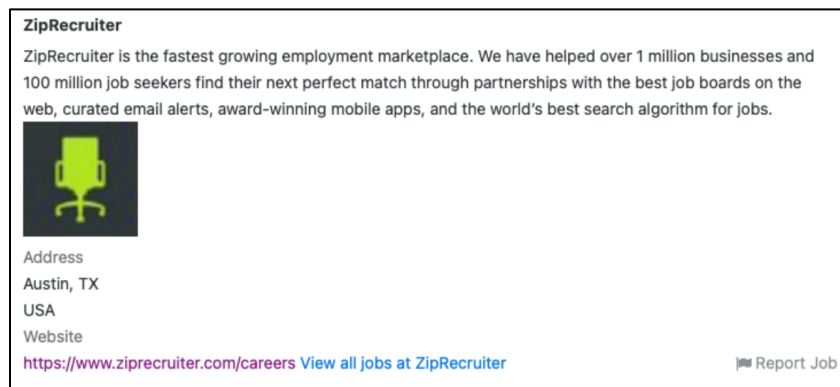 ZipRecruiter
ZipRecruiter is the fastest growing employment marketplace. We have helped over 1 million businesses and
100 million job seekers find their next perfect match through partnerships with the best job boards on the
web, curated email alerts, award-winning mobile apps, and the world's best search algorithm for jobs.
Address
Austin, TX
USA
Website
https://www.ziprecruiter.com/careers View all jobs at ZipRecruiter Report Job